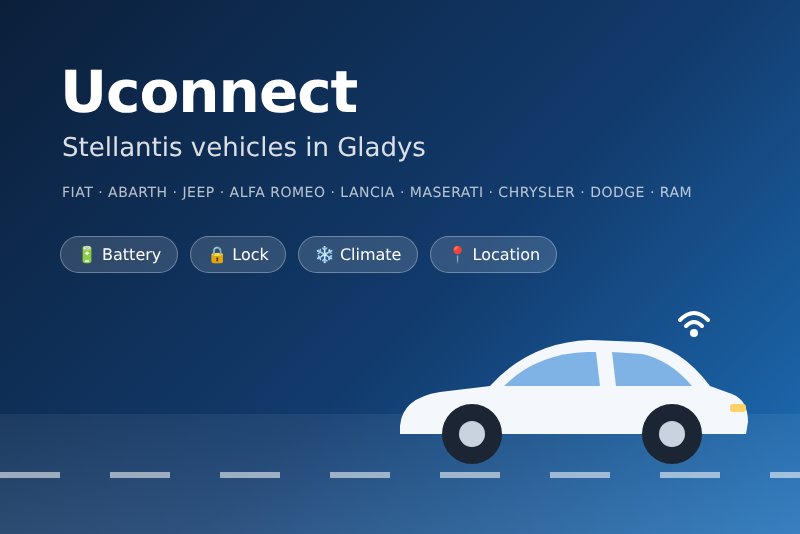 Uconnect
Stellantis vehicles in Gladys
FIAT · ABARTH · JEEP · ALFA ROMEO · LANCIA · MASERATI · CHRYSLER · DODGE · RAM
🔋 Battery 🔒 Lock ❄️ Climate 📍 Location